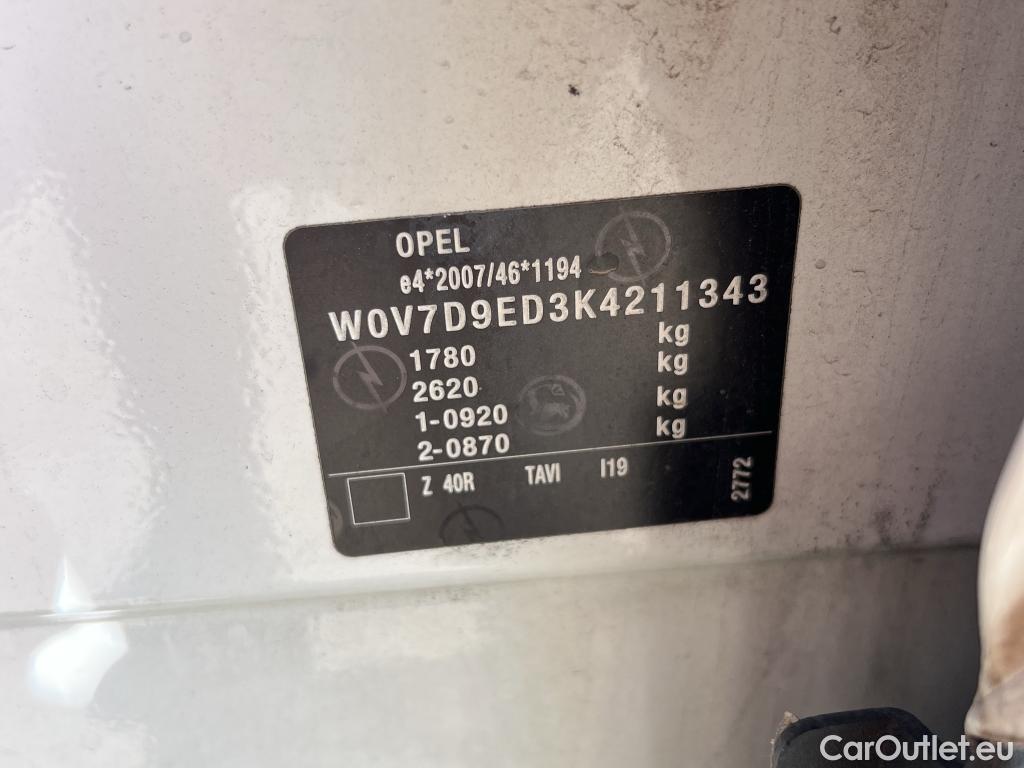 OPEL
e4*2007/46*1194
W0V7D9ED3K4211343
1780 kg
2620 kg
1-0920 kg
2-0870 kg
Z 40R TAVI I19
2772
CarOutlet.eu